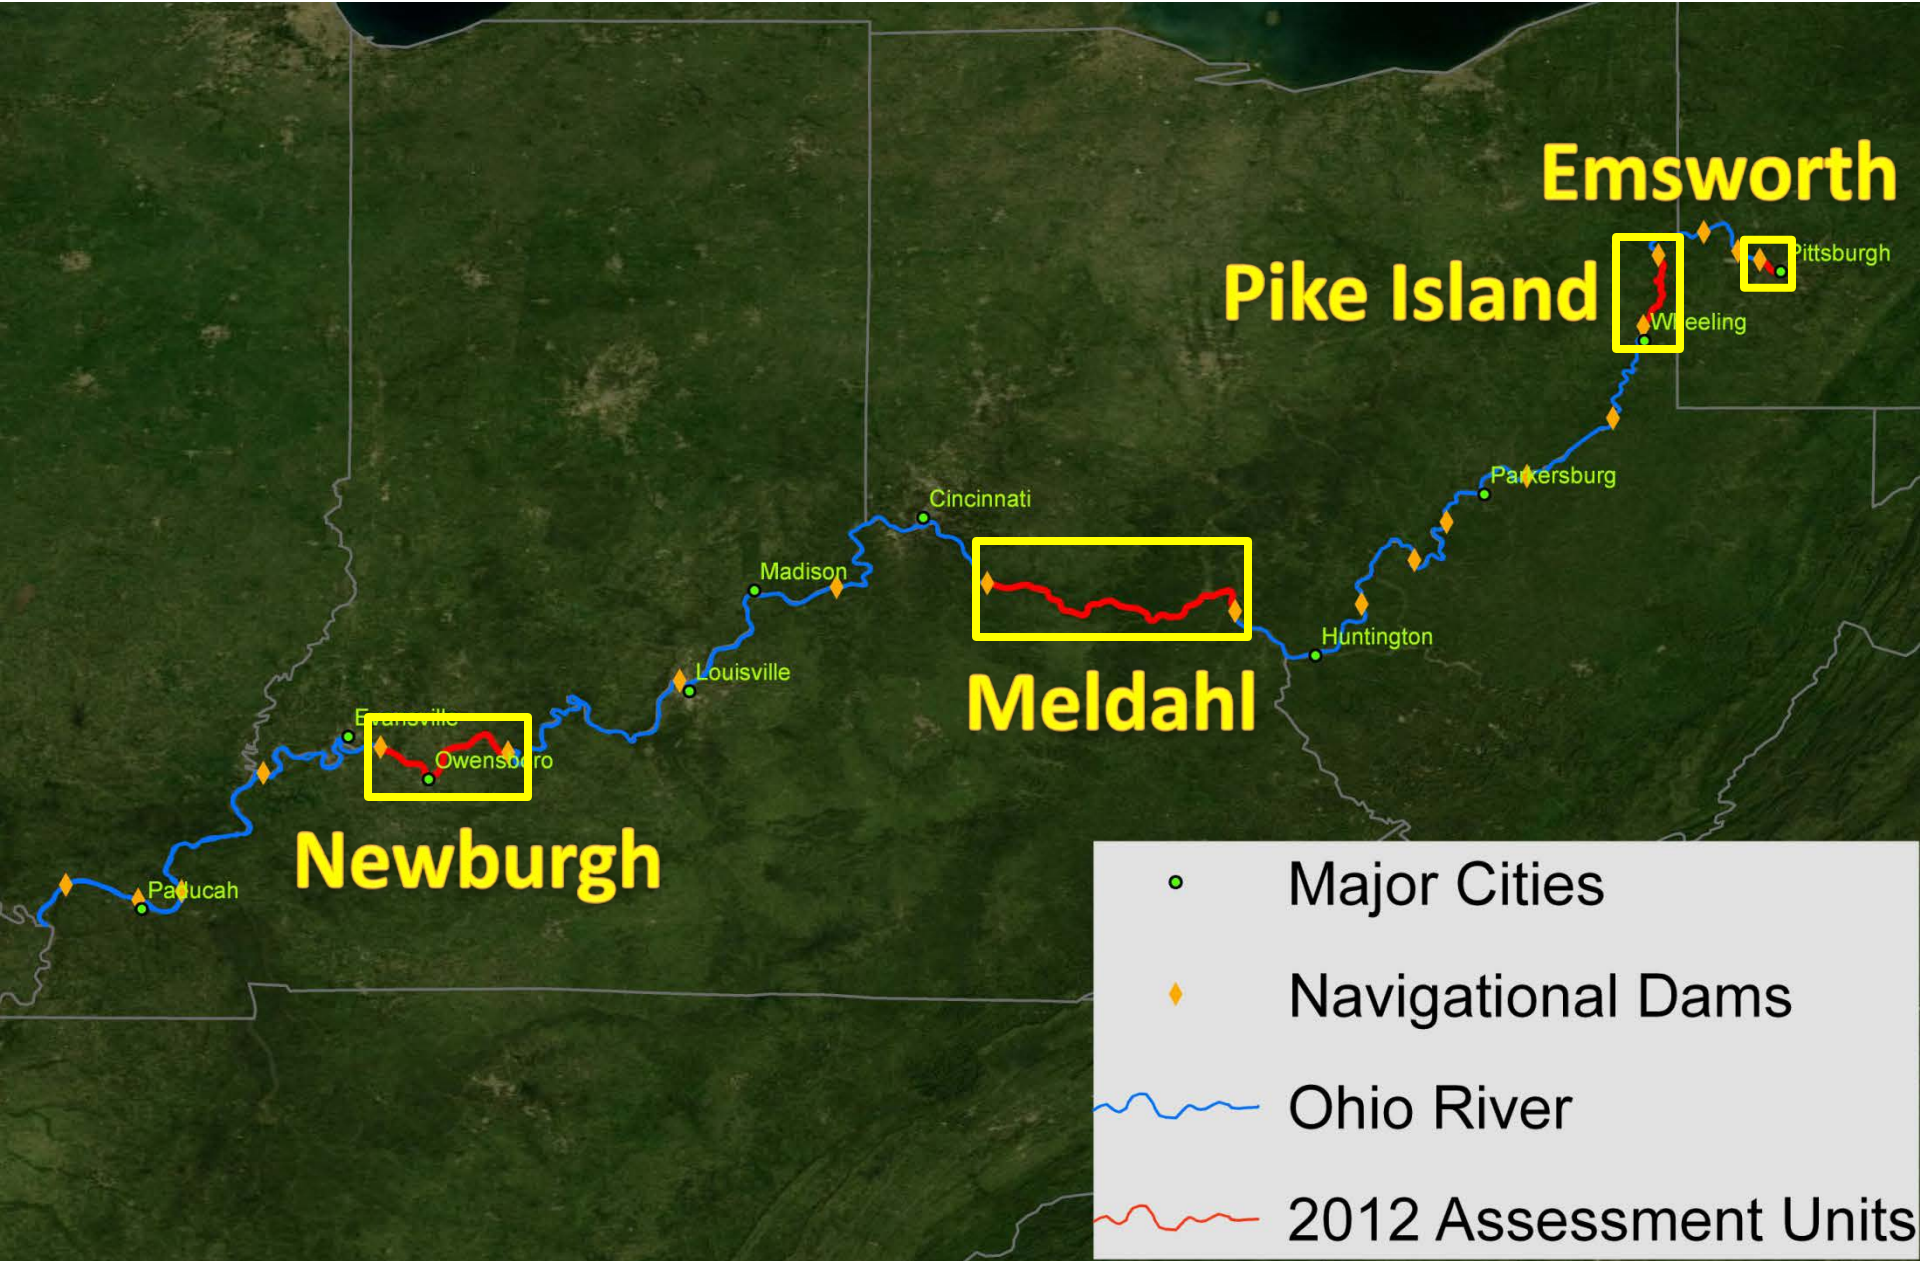 Emsworth
Pittsburgh
Pike Island
Wheeling
Parkersburg
Cincinnati
Madison
Huntington
Louisville
Meldahl
Evansville
Owensboro
Newburgh
Paducah
Major Cities
Navigational Dams
Ohio River
2012 Assessment Units